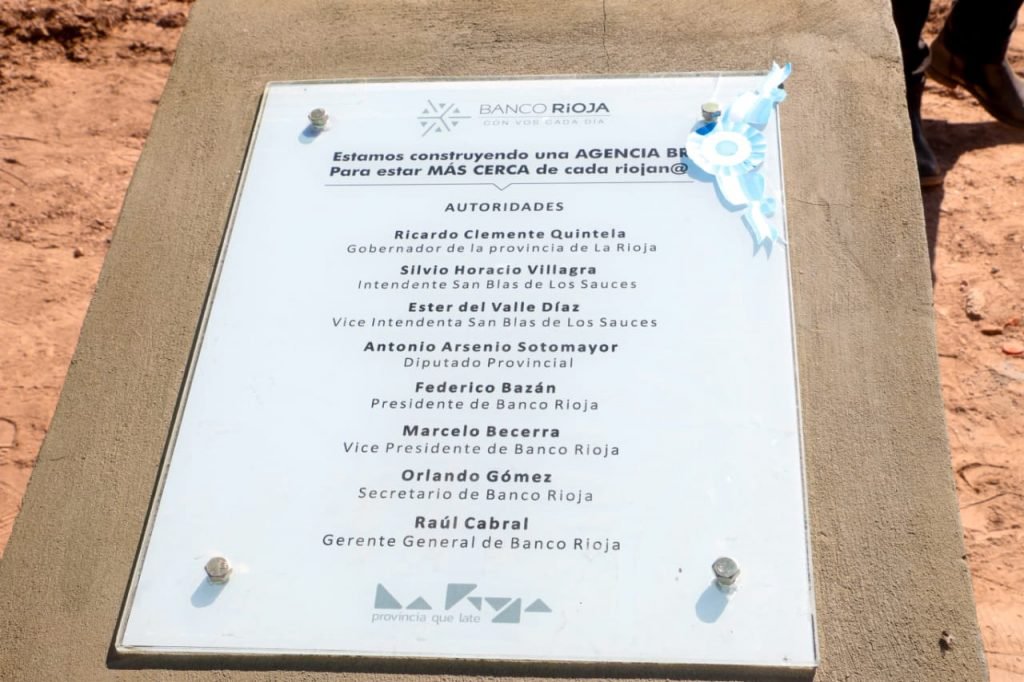 BANCO RiOJA
CON VOS CADA DÍA
Estamos construyendo una AGENCIA BR
Para estar MÁS CERCA de cada riojan@
AUTORIDADES
Ricardo Clemente Quintela
Gobernador de la provincia de La Rioja
Silvio Horacio Villagra
Intendente San Blas de Los Sauces
Ester del Valle Díaz
Vice Intendenta San Blas de Los Sauces
Antonio Arsenio Sotomayor
Diputado Provincial
Federico Bazán
Presidente de Banco Rioja
Marcelo Becerra
Vice Presidente de Banco Rioja
Orlando Gómez
Secretario de Banco Rioja
Raúl Cabral
Gerente General de Banco Rioja
La Rioja
provincia que late